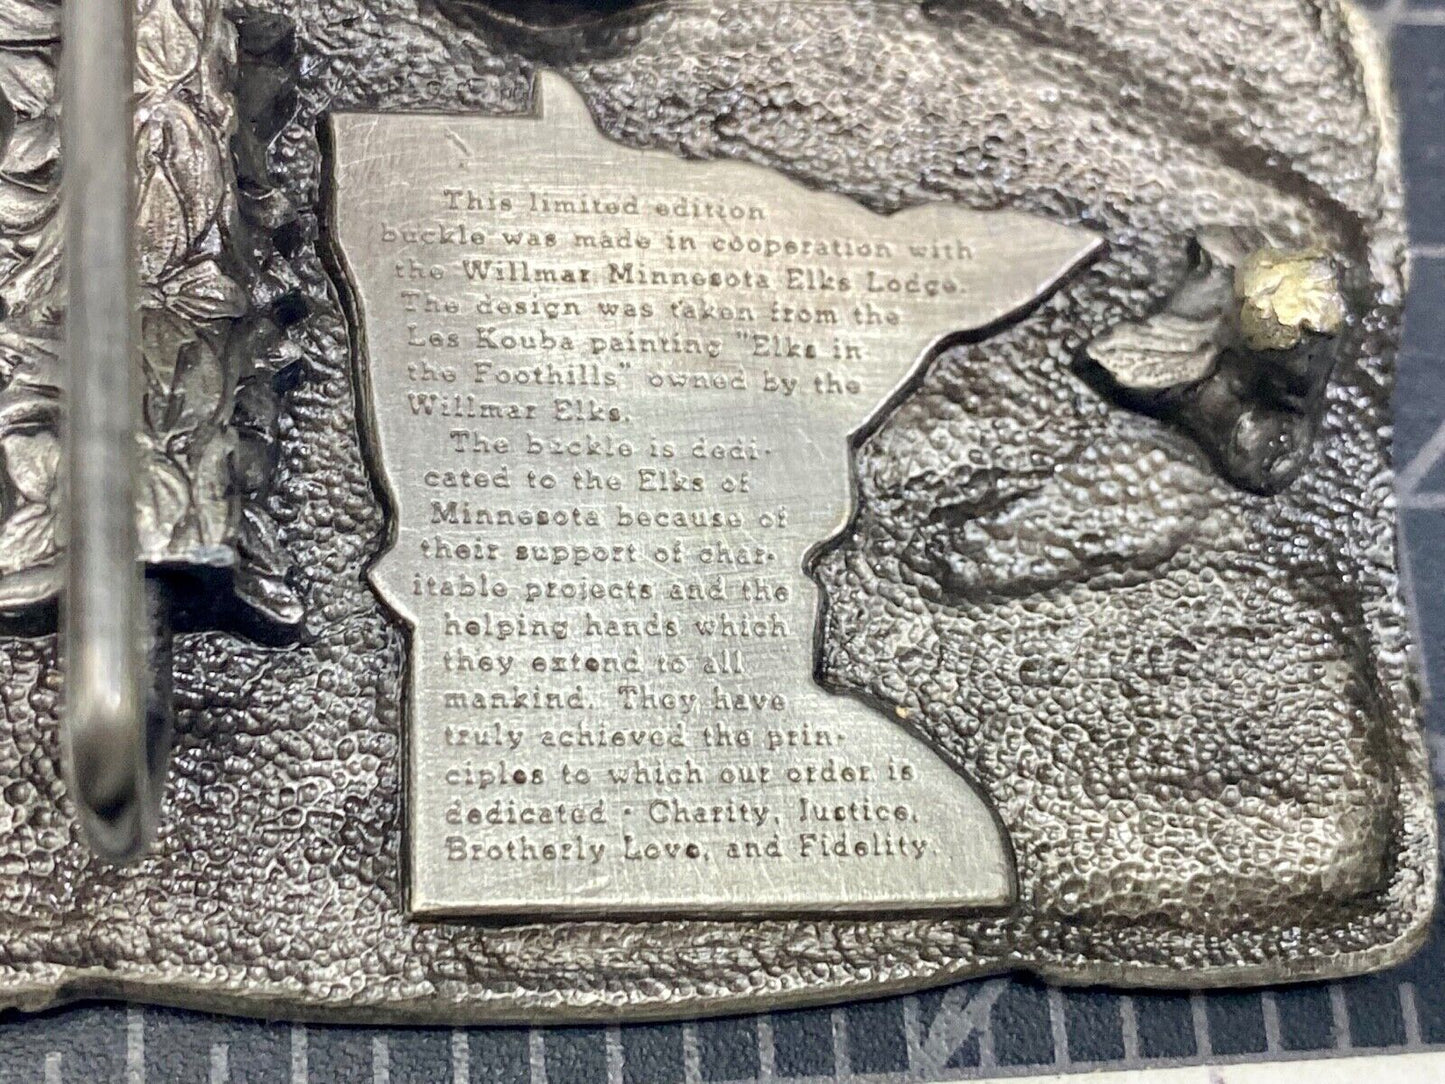 This limited edition
buckle was made in cooperation with
the Willmar Minnesota Elks Lodge.
The design was taken from the
Les Kouba painting "Elks in
the Foothills" owned by the
Willmar Elks.
The buckle is dedi-
cated to the Elks of
Minnesota because of
their support of char-
itable projects and the
helping hands which
they extend to all
mankind. They have
truly achieved the prin-
ciples to which our order is
dedicated - Charity, Justice,
Brotherly Love, and Fidelity.